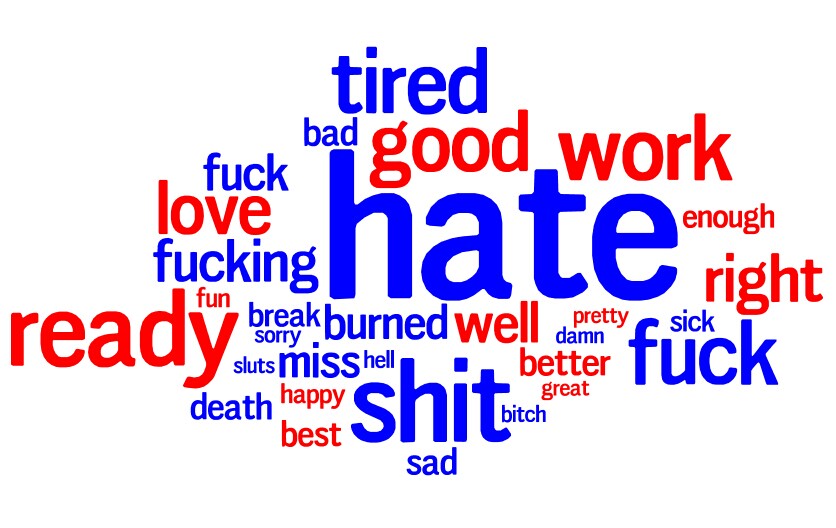 tired
bad
good
work
fuck
hate
love
enough
fucking
right
fun
ready
break
burned
well
pretty
sick
sorry
damn
fuck
sluts
miss
hell
better
happy
shit
great
death
bitch
best
sad